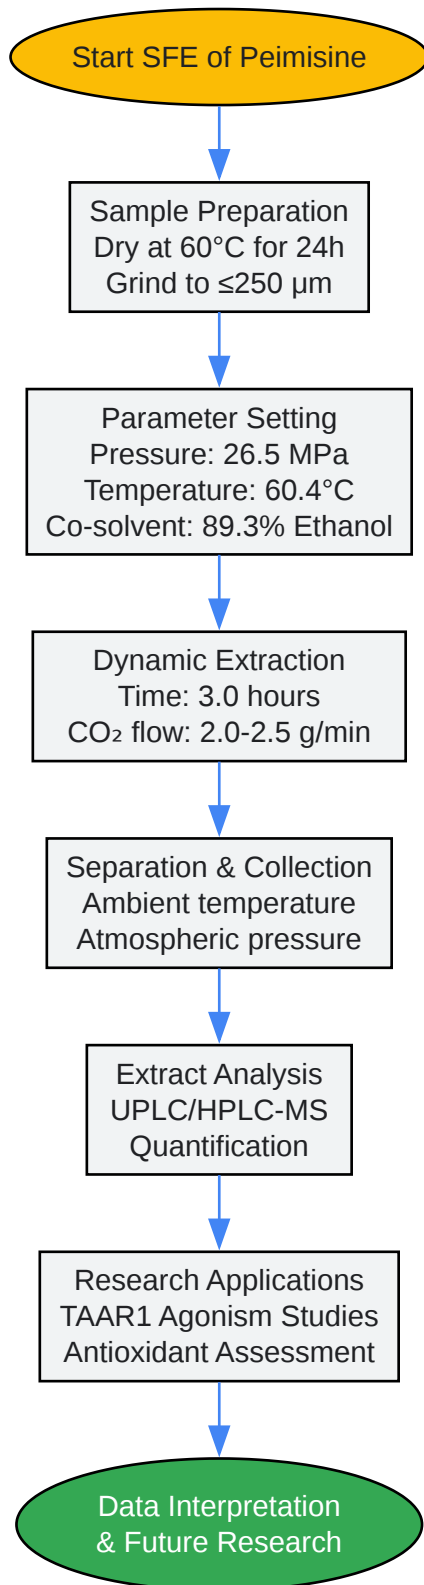 Start SFE of Peimisine
Sample Preparation
Dry at 60°C for 24h
Grind to ≤250 μm
Parameter Setting
Pressure: 26.5 MPa
Temperature: 60.4°C
Co-solvent: 89.3% Ethanol
Dynamic Extraction
Time: 3.0 hours
CO₂ flow: 2.0-2.5 g/min
Separation & Collection
Ambient temperature
Atmospheric pressure
Extract Analysis
UPLC/HPLC-MS
Quantification
Research Applications
TAAR1 Agonism Studies
Antioxidant Assessment
Data Interpretation
& Future Research